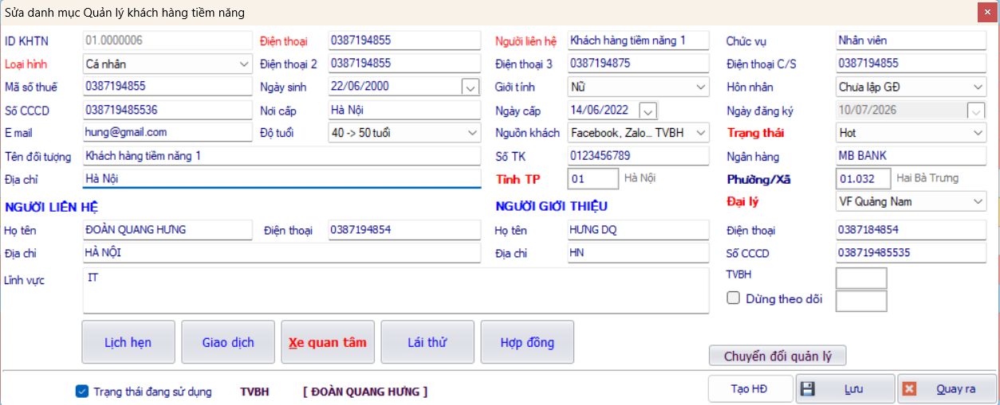 Sửa danh mục Quản lý khách hàng tiềm năng
ID KHTN 01.0000006 Điện thoại 0387194855 Người liên hệ Khách hàng tiềm năng 1 Chức vụ Nhân viên
Loại hình Cá nhân Điện thoại 2 0387194855 Điện thoại 3 0387194875 Điện thoại C/S 0387194855
Mã số thuế 0387194855 Ngày sinh 22/06/2000 Giới tính Nữ Hôn nhân Chưa lập GĐ
Số CCCD 038719485536 Nơi cấp Hà Nội Ngày cấp 14/06/2022 Ngày đăng ký 10/07/2026
Email hung@gmail.com Độ tuổi 40 -> 50 tuổi Nguồn khách Facebook, Zalo... TVBH Trạng thái Hot
Tên đối tượng Khách hàng tiềm năng 1 Số TK 0123456789 Ngân hàng MB BANK
Địa chỉ Hà Nội Tỉnh TP 01 Hà Nội Phường/Xã 01.032 Hai Bà Trưng
NGƯỜI LIÊN HỆ NGƯỜI GIỚI THIỆU Đại lý VF Quảng Nam
Họ tên ĐOÀN QUANG HƯNG Điện thoại 0387194854 Họ tên HƯNG DQ Điện thoại 0387184854
Địa chỉ HÀ NỘI Địa chỉ HN Số CCCD 038719485535
Lĩnh vực IT TVBH
Dừng theo dõi
Lịch hẹn Giao dịch Xe quan tâm Lái thử Hợp đồng
Chuyển đổi quản lý
Trạng thái đang sử dụng TVBH [ ĐOÀN QUANG HƯNG ] Tạo HĐ Lưu Quay ra